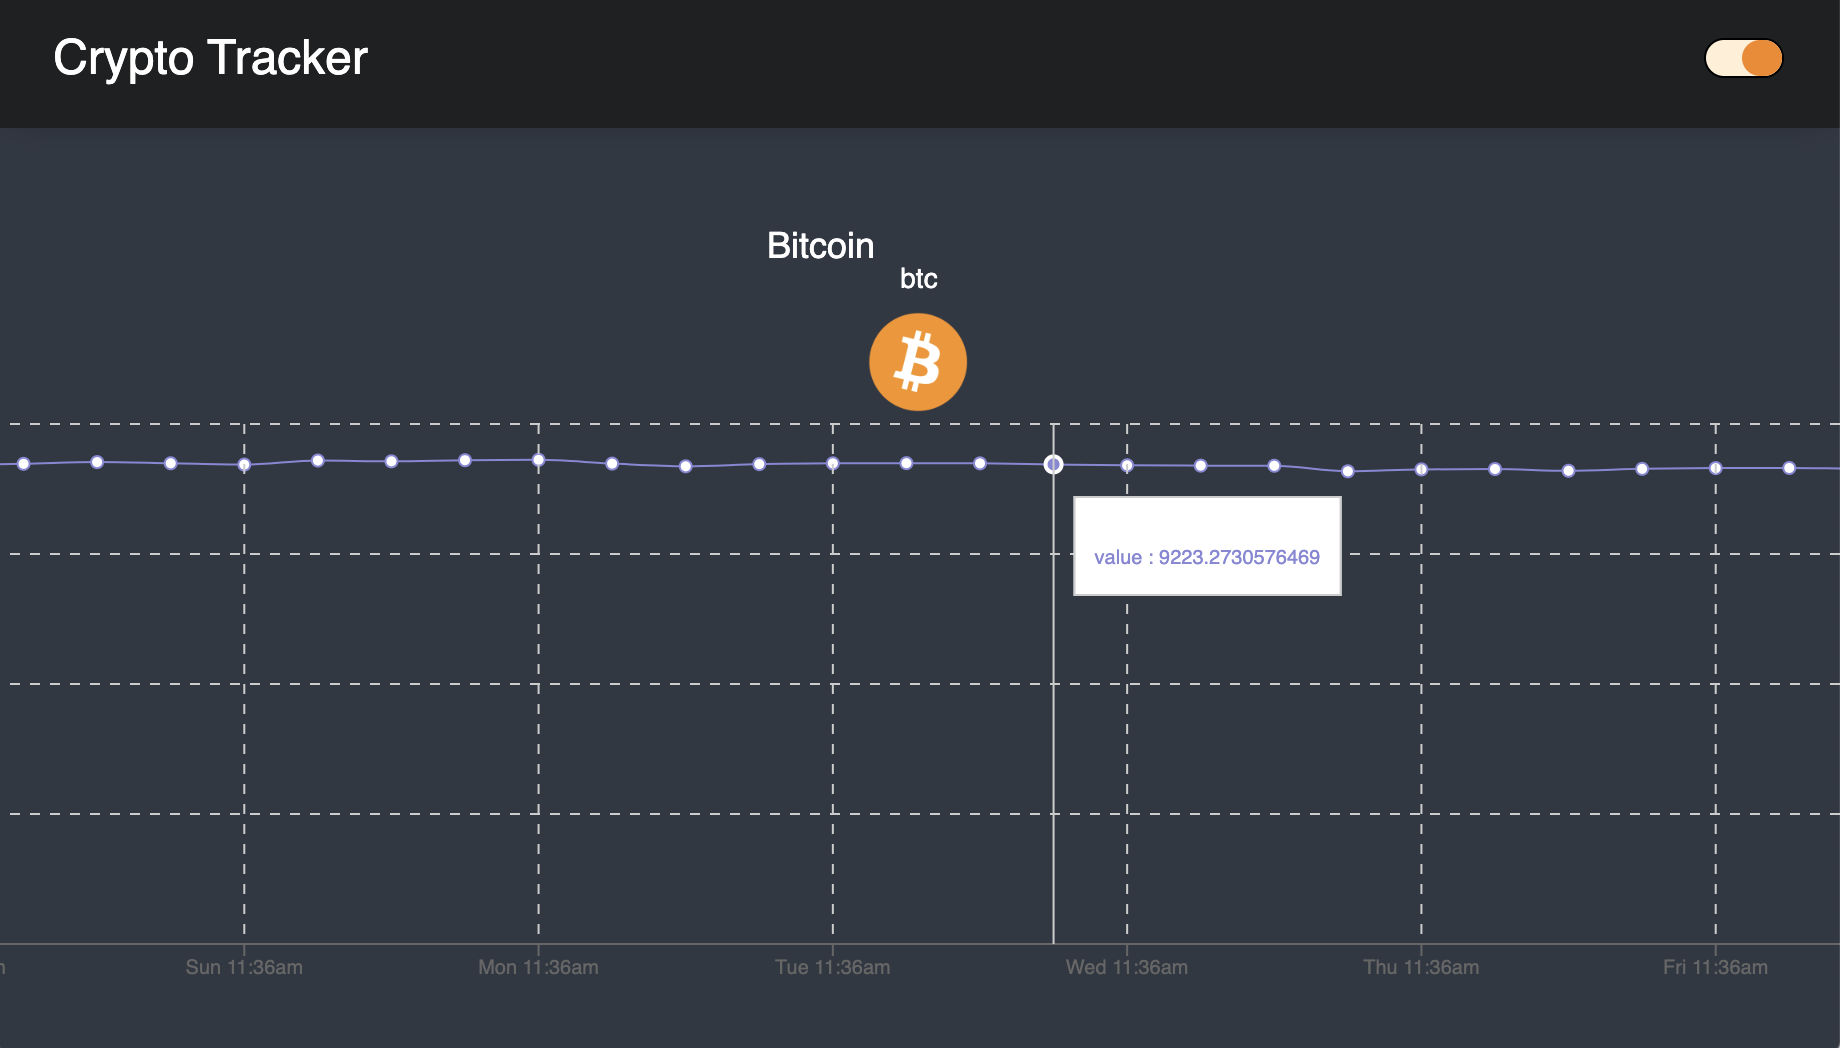 Crypto Tracker
Bitcoin
btc
value : 9223.2730576469
Sun 11:36am Mon 11:36am Tue 11:36am Wed 11:36am Thu 11:36am Fri 11:36am